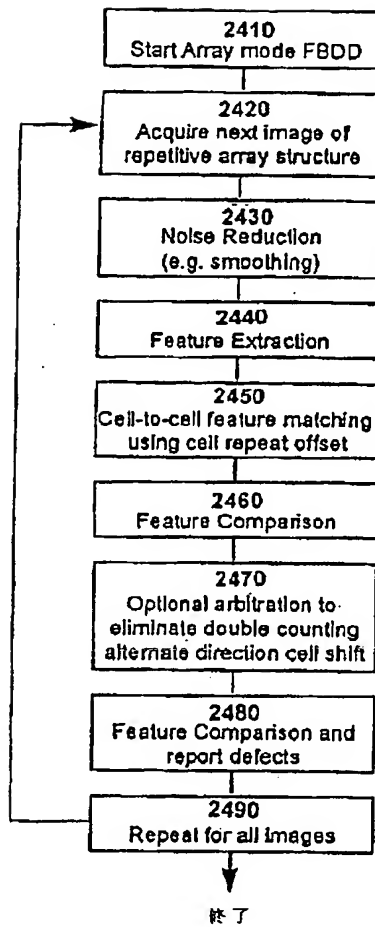 2410
Start Array mode FBDD
2420
Acquire next image of
repetitive array structure
2430
Noise Reduction
(e.g. smoothing)
2440
Feature Extraction
2450
Cell-to-cell feature matching
using cell repeat offset
2460
Feature Comparison
2470
Optional arbitration to
eliminate double counting
alternate direction cell shift
2480
Feature Comparison and
report defects
2490
Repeat for all Images
終了